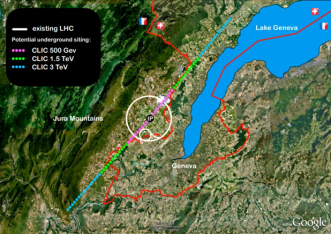 existing LHC
Potential underground siting:
CLIC 500 Gev
CLIC 1.5 TeV
CLIC 3 TeV
Lake Geneva
Jura Mountains
IP
Geneva
Google